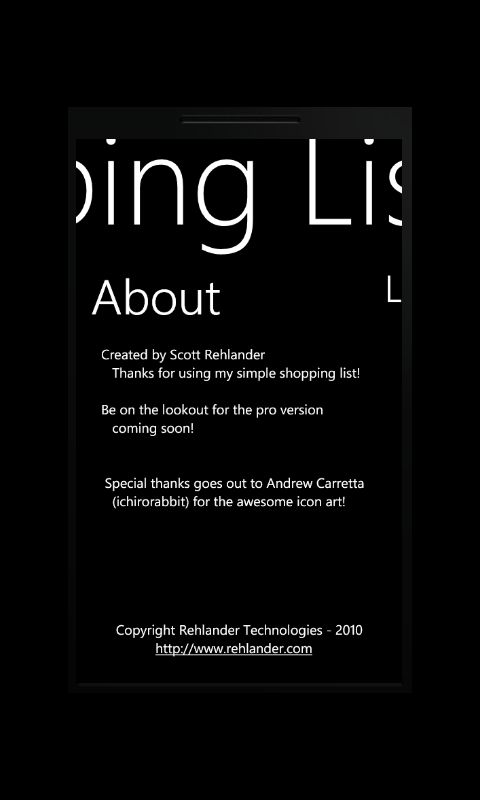 ping Lis
About
L
Created by Scott Rehlander
Thanks for using my simple shopping list!
Be on the lookout for the pro version
coming soon!
Special thanks goes out to Andrew Carretta
(ichirorabbit) for the awesome icon art!
Copyright Rehlander Technologies - 2010
http://www.rehlander.com